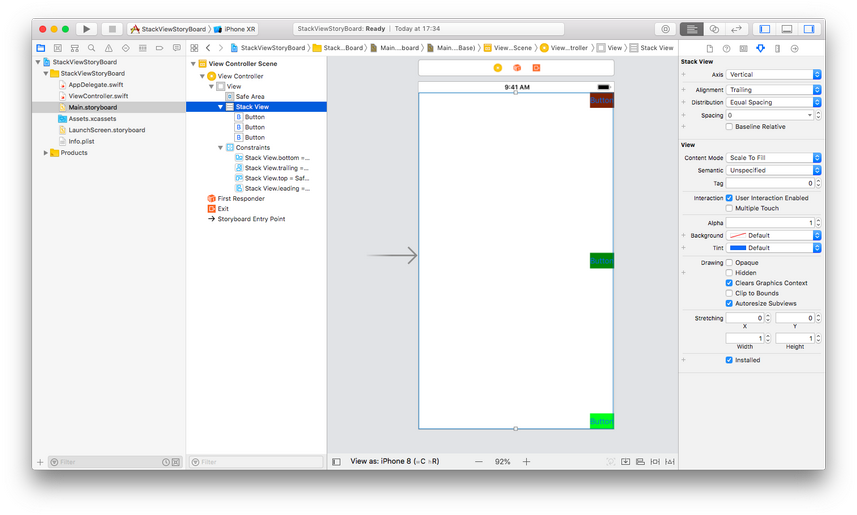 StackViewStoryBoard 〉 iPhone XR
StackViewStoryBoard: Ready | Today at 17:34
StackViewStoryBoard 〉 Stack...Board 〉 Main....board 〉 Main...Base) 〉 View...Scene 〉 View...troller 〉 View 〉 Stack View
StackViewStoryBoard
StackViewStoryBoard
AppDelegate.swift
ViewController.swift
Main.storyboard
Assets.xcassets
LaunchScreen.storyboard
Info.plist
Products
Filter
View Controller Scene
View Controller
View
Safe Area
Stack View
B Button
B Button
B Button
Constraints
Stack View.bottom =...
Stack View.trailing =...
Stack View.top = Saf...
Stack View.leading =...
First Responder
Exit
Storyboard Entry Point
Filter
9:41 AM
Button
Button
Button
View as: iPhone 8 (wC hR)
— 92% +
Stack View
Axis Vertical
Alignment Trailing
Distribution Equal Spacing
Spacing 0
Baseline Relative
View
Content Mode Scale To Fill
Semantic Unspecified
Tag 0
Interaction User Interaction Enabled
Multiple Touch
Alpha 1
Background Default
Tint Default
Drawing Opaque
Hidden
Clears Graphics Context
Clip to Bounds
Autoresize Subviews
Stretching 0 0
X Y
1 1
Width Height
Installed